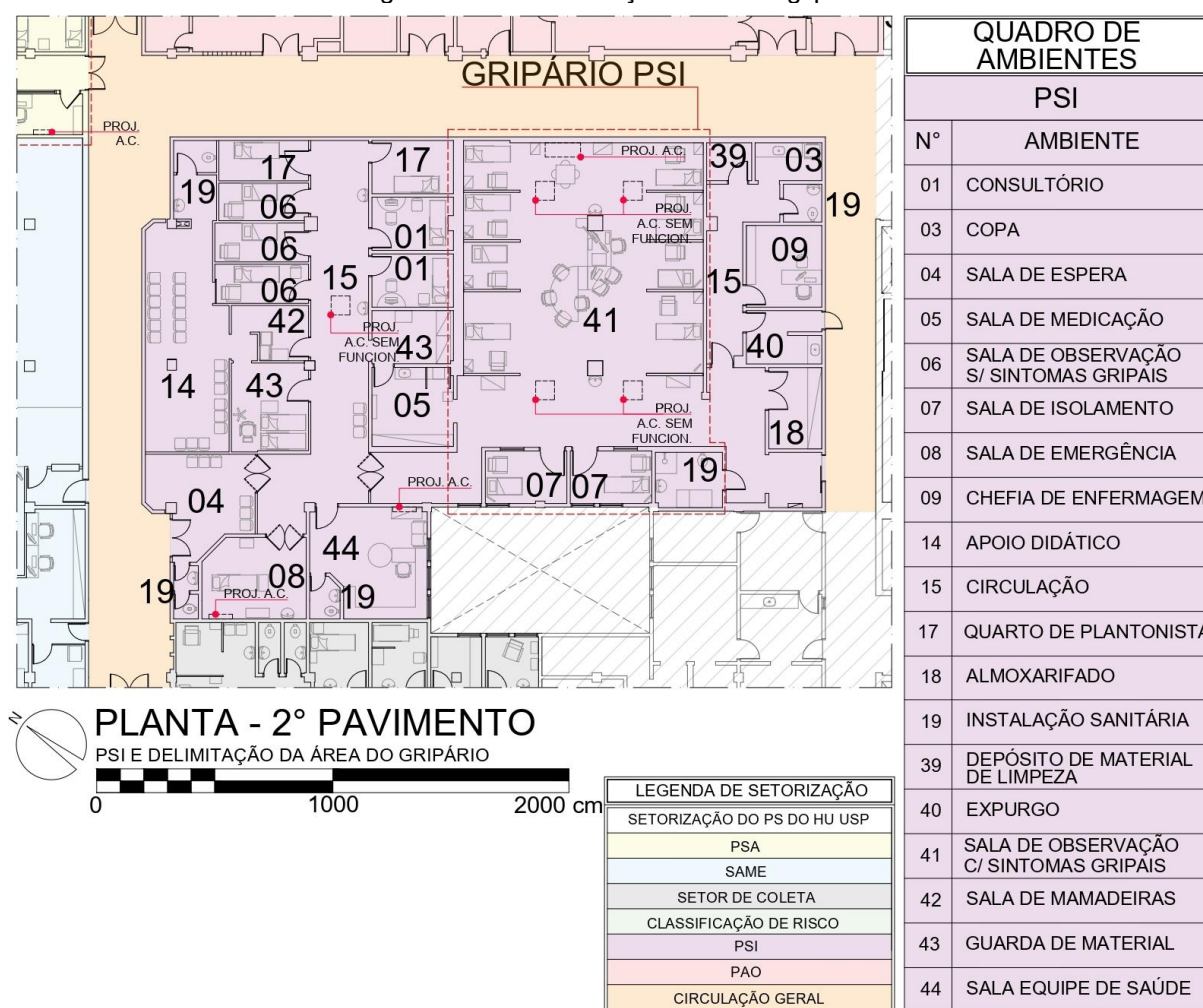 GRIPÁRIO PSI
PROJ.
A.C.
PROJ. A.C.
17
17
39
03
19
06
19
PROJ.
A.C. SEM
FUNCION.
01
06
09
01
15
15
06
42
41
PROJ.
A.C. SEM
FUNCION.
43
40
14
43
05
PROJ.
A.C. SEM
FUNCION.
18
19
07
07
PROJ. A.C.
04
44
08
19
PROJ. A.C.
19
N
PLANTA - 2° PAVIMENTO
PSI E DELIMITAÇÃO DA ÁREA DO GRIPÁRIO
0 1000 2000 cm
LEGENDA DE SETORIZAÇÃO
SETORIZAÇÃO DO PS DO HU USP
PSA
SAME
SETOR DE COLETA
CLASSIFICAÇÃO DE RISCO
PSI
PAO
CIRCULAÇÃO GERAL
QUADRO DE
AMBIENTES
PSI
N° AMBIENTE
01 CONSULTÓRIO
03 COPA
04 SALA DE ESPERA
05 SALA DE MEDICAÇÃO
06 SALA DE OBSERVAÇÃO
S/ SINTOMAS GRIPAIS
07 SALA DE ISOLAMENTO
08 SALA DE EMERGÊNCIA
09 CHEFIA DE ENFERMAGEM
14 APOIO DIDÁTICO
15 CIRCULAÇÃO
17 QUARTO DE PLANTONISTA
18 ALMOXARIFADO
19 INSTALAÇÃO SANITÁRIA
39 DEPÓSITO DE MATERIAL
DE LIMPEZA
40 EXPURGO
41 SALA DE OBSERVAÇÃO
C/ SINTOMAS GRIPAIS
42 SALA DE MAMADEIRAS
43 GUARDA DE MATERIAL
44 SALA EQUIPE DE SAÚDE